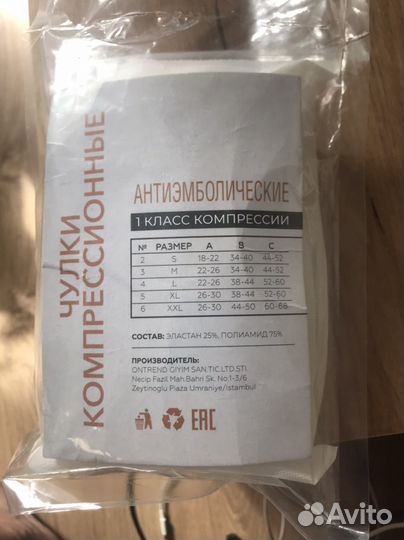 ЧУЛКИ
КОМПРЕССИОННЫЕ
АНТИЭМБОЛИЧЕСКИЕ
1 КЛАСС КОМПРЕССИИ
№ РАЗМЕР A B C
2 S 18-22 34-40 44-52
3 M 22-26 34-40 44-52
4 L 22-26 38-44 52-60
5 XL 26-30 38-44 52-60
6 XXL 26-30 44-50 60-68
СОСТАВ: ЭЛАСТАН 25%, ПОЛИАМИД 75%
ПРОИЗВОДИТЕЛЬ:
ONTREND GIYIM SAN.TIC.LTD.STI.
Necip Fazil Mah.Bahri Sk. No:1-3/6
Zeytinoglu Plaza Umraniye/Istambul
EAC
Avito